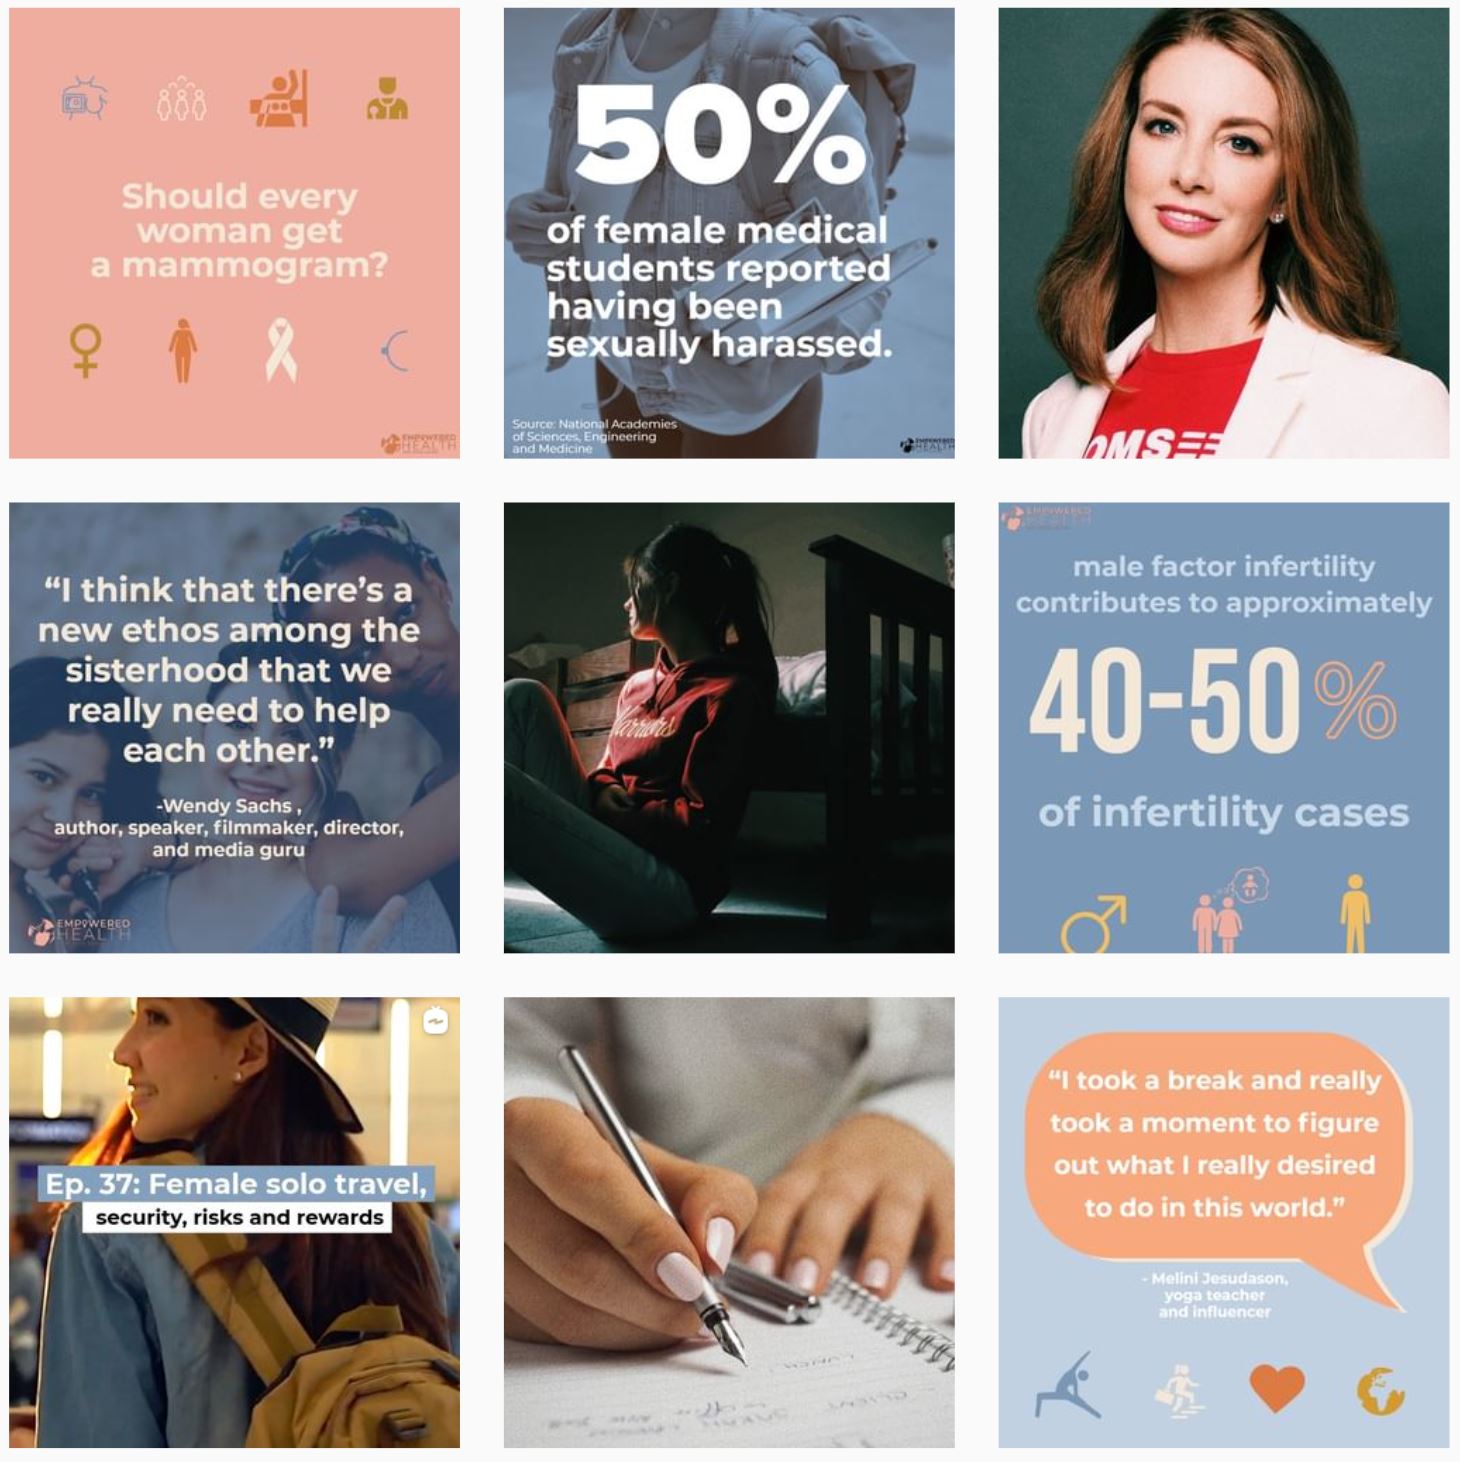 Should every
woman get
a mammogram?
EMPOWERED
HEALTH
50%
of female medical
students reported
having been
sexually harassed.
Source: National Academies
of Sciences, Engineering
and Medicine
EMPOWERED
HEALTH
OMS
“I think that there’s a
new ethos among the
sisterhood that we
really need to help
each other.”
-Wendy Sachs ,
author, speaker, filmmaker, director,
and media guru
EMPOWERED
HEALTH
Warriors
EMPOWERED
HEALTH
male factor infertility
contributes to approximately
40-50%
of infertility cases
Ep. 37: Female solo travel,
security, risks and rewards
“I took a break and really
took a moment to figure
out what I really desired
to do in this world.”
- Melini Jesudason,
yoga teacher
and influencer